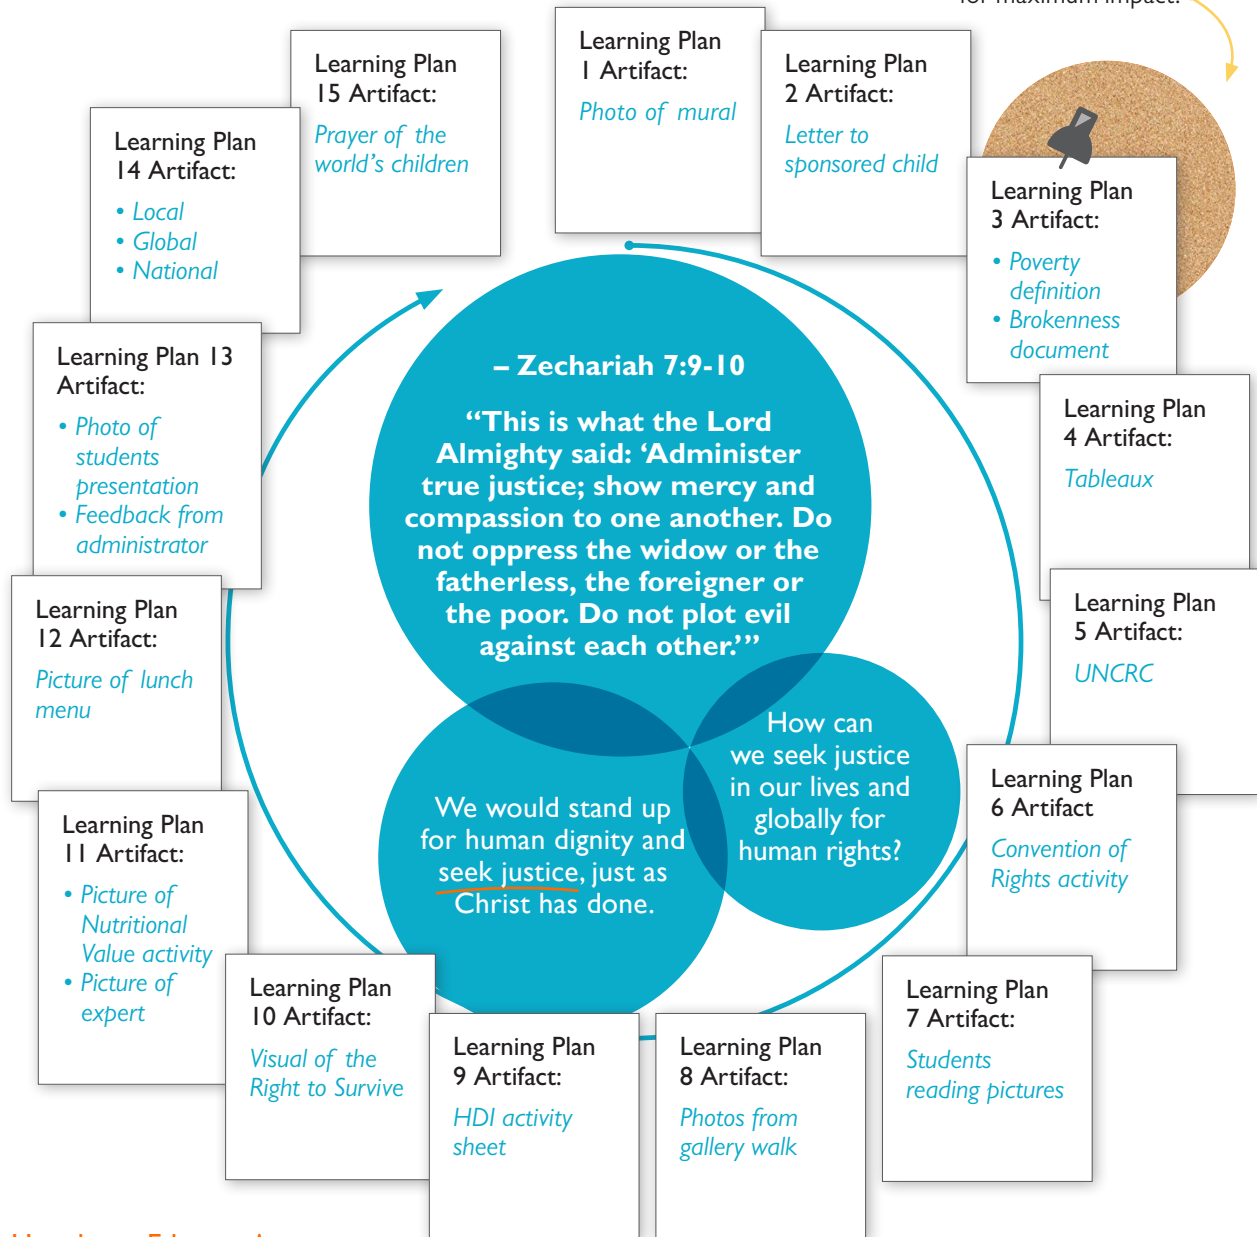 for maximum impact.
Learning Plan
1 Artifact:
Photo of mural
Learning Plan
2 Artifact:
Letter to
sponsored child
Learning Plan
3 Artifact:
• Poverty
definition
• Brokenness
document
Learning Plan
4 Artifact:
Tableaux
Learning Plan
5 Artifact:
UNCRC
Learning Plan
6 Artifact
Convention of
Rights activity
Learning Plan
7 Artifact:
Students
reading pictures
Learning Plan
8 Artifact:
Photos from
gallery walk
Learning Plan
9 Artifact:
HDI activity
sheet
Learning Plan
10 Artifact:
Visual of the
Right to Survive
Learning Plan
11 Artifact:
• Picture of
Nutritional
Value activity
• Picture of
expert
Learning Plan
12 Artifact:
Picture of lunch
menu
Learning Plan 13
Artifact:
• Photo of
students
presentation
• Feedback from
administrator
Learning Plan
14 Artifact:
• Local
• Global
• National
Learning Plan
15 Artifact:
Prayer of the
world’s children
– Zechariah 7:9-10
“This is what the Lord
Almighty said: ‘Administer
true justice; show mercy and
compassion to one another. Do
not oppress the widow or the
fatherless, the foreigner or
the poor. Do not plot evil
against each other.’”
How can
we seek justice
in our lives and
globally for
human rights?
We would stand up
for human dignity and
seek justice, just as
Christ has done.